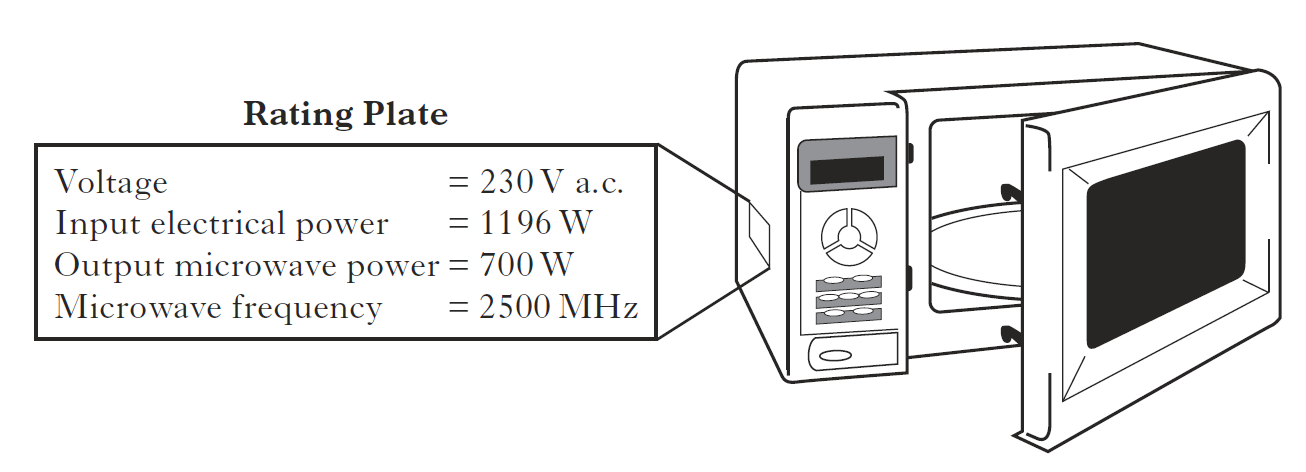 Rating Plate
Voltage = 230 V a.c.
Input electrical power = 1196 W
Output microwave power = 700 W
Microwave frequency = 2500 MHz